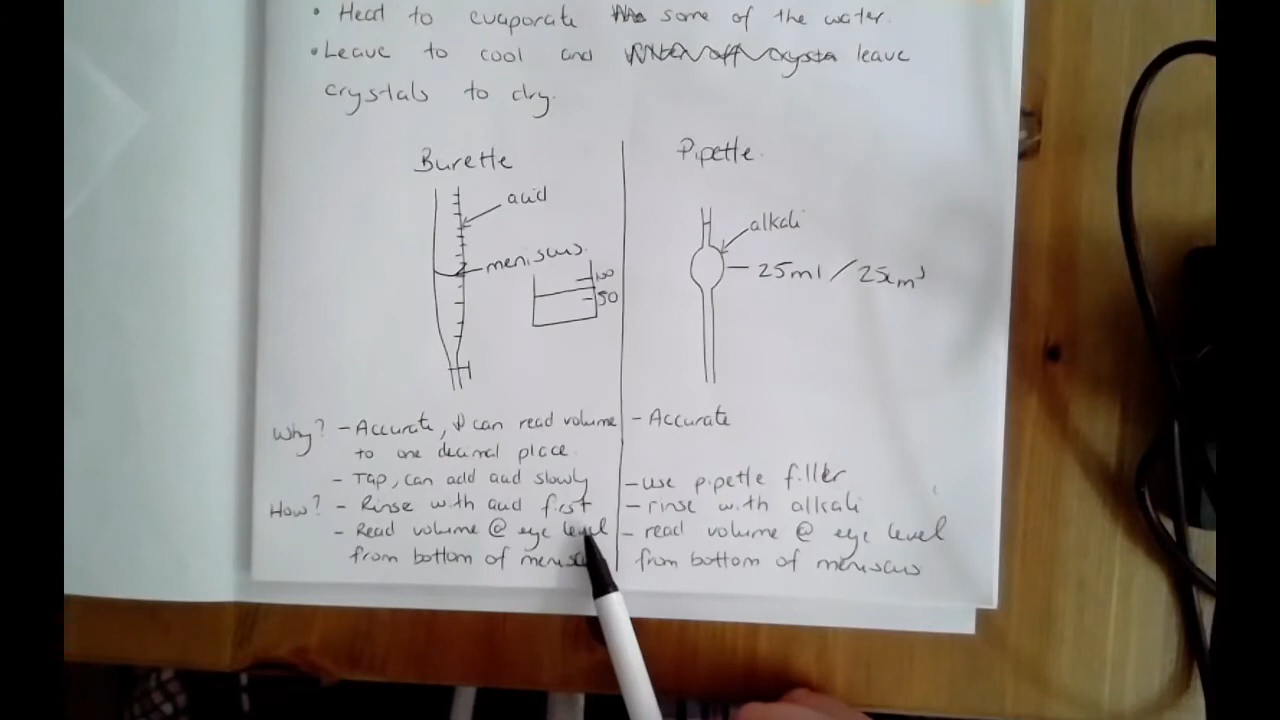 • Heat to evaporate some of the water.
• Leave to cool and leave
crystals to dry.
Burette
Pipette.
acid
alkali
meniscus.
25ml / 25cm³
100
50
Why? - Accurate, can read volume
to one decimal place.
- Tap, can add acid slowly
How? - Rinse with acid first
- Read volume @ eye level
from bottom of meniscus
- Accurate
- use pipette filler
- rinse with alkali
- read volume @ eye level
from bottom of meniscus